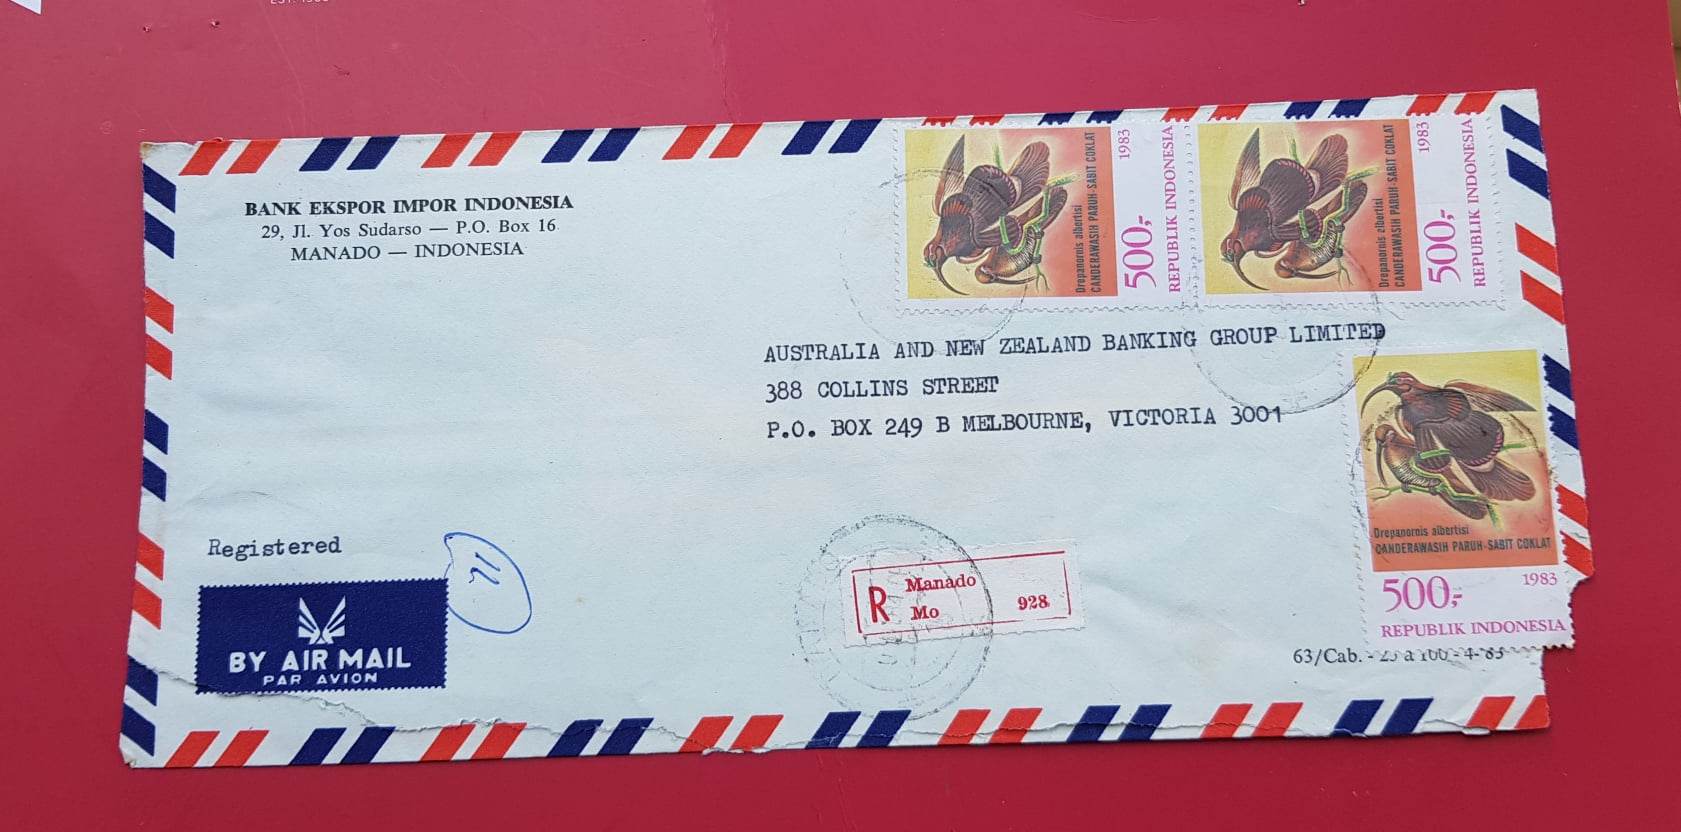 BANK EKSPOR IMPOR INDONESIA
29, Jl. Yos Sudarso — P.O. Box 16
MANADO — INDONESIA
Drepanornis albertisi
CANDERAWASIH PARUH-SABIT COKLAT
500,-
1983
REPUBLIK INDONESIA
Drepanornis albertisi
CANDERAWASIH PARUH-SABIT COKLAT
500,-
1983
REPUBLIK INDONESIA
AUSTRALIA AND NEW ZEALAND BANKING GROUP LIMITED
388 COLLINS STREET
P.O. BOX 249 B MELBOURNE, VICTORIA 3001
Drepanornis albertisi
CANDERAWASIH PARUH-SABIT COKLAT
500,-
1983
REPUBLIK INDONESIA
Registered
BY AIR MAIL
PAR AVION
R
Manado
Mo 928
63/Cab. -